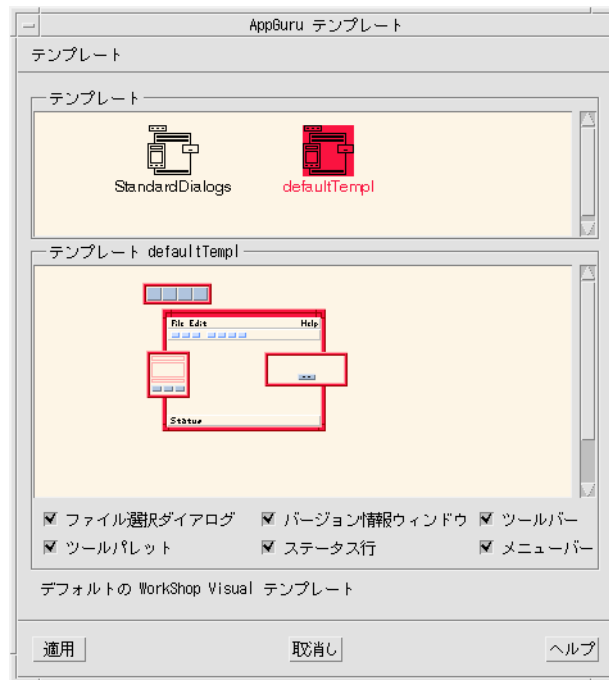 AppGuru テンプレート
テンプレート
テンプレート
StandardDialogs defaultTempl
テンプレート defaultTempl
File Edit Help
Status
ファイル選択ダイアログ バージョン情報ウィンドウ ツールバー
ツールパレット ステータス行 メニューバー
デフォルトの WorkShop Visual テンプレート
適用 取消し ヘルプ